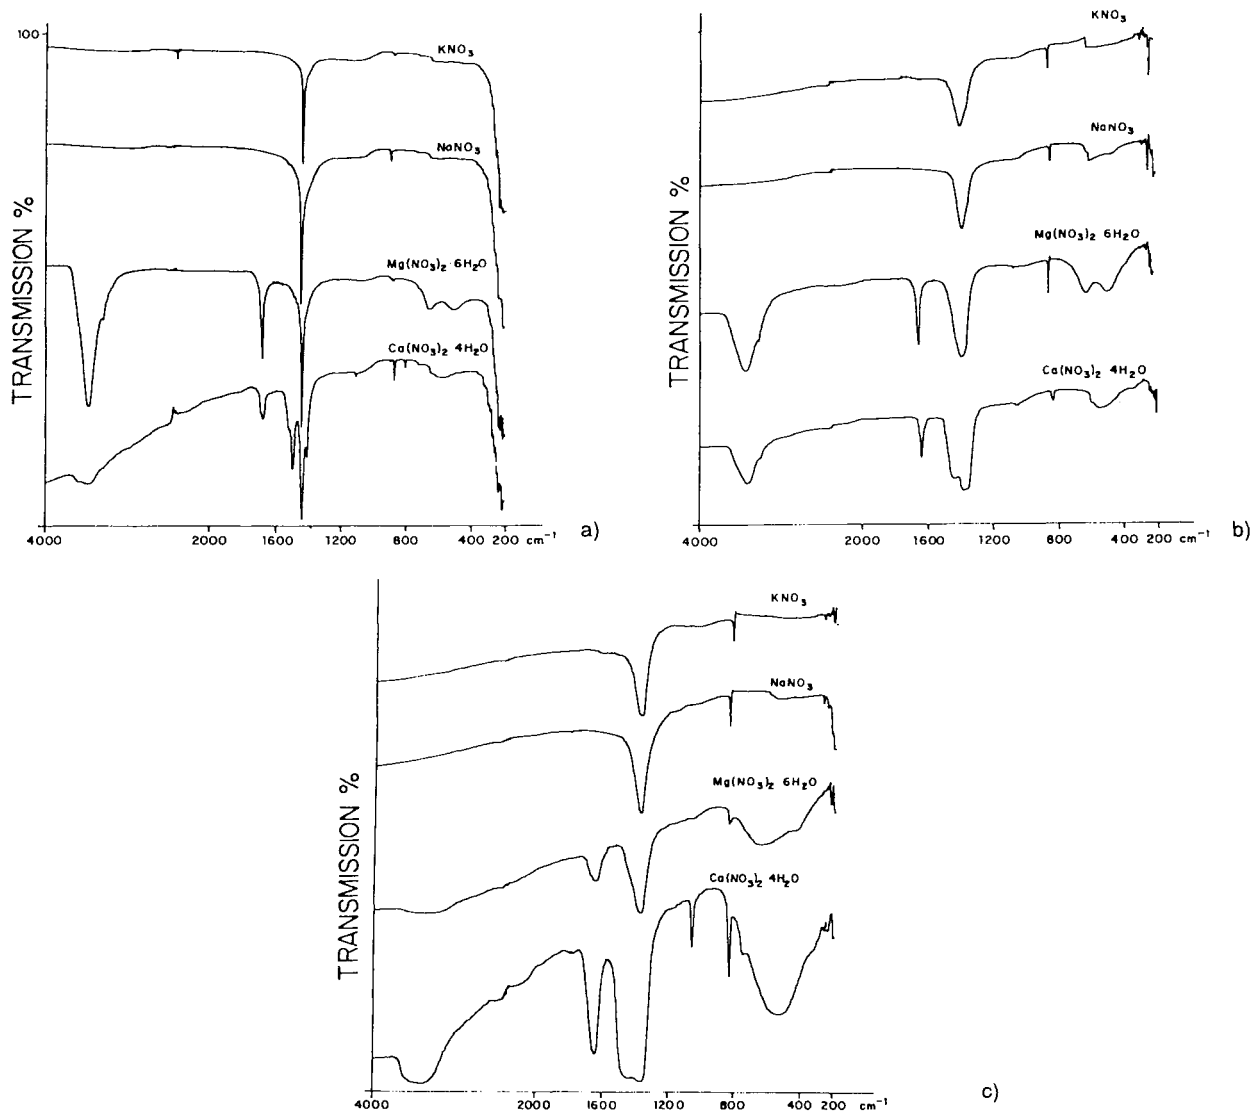 100
KNO3
NaNO3
Mg(NO3)2 · 6H2O
Ca(NO3)2 4H2O
TRANSMISSION %
4000 2000 1600 1200 800 400 200 cm-1
a)
KNO3
NaNO3
Mg(NO3)2 6H2O
Ca(NO3)2 4H2O
TRANSMISSION %
4000 2000 1600 1200 800 400 200 cm-1
b)
KNO3
NaNO3
Mg(NO3)2 6H2O
Ca(NO3)2 4H2O
TRANSMISSION %
4000 2000 1600 1200 800 400 200 cm-1
c)